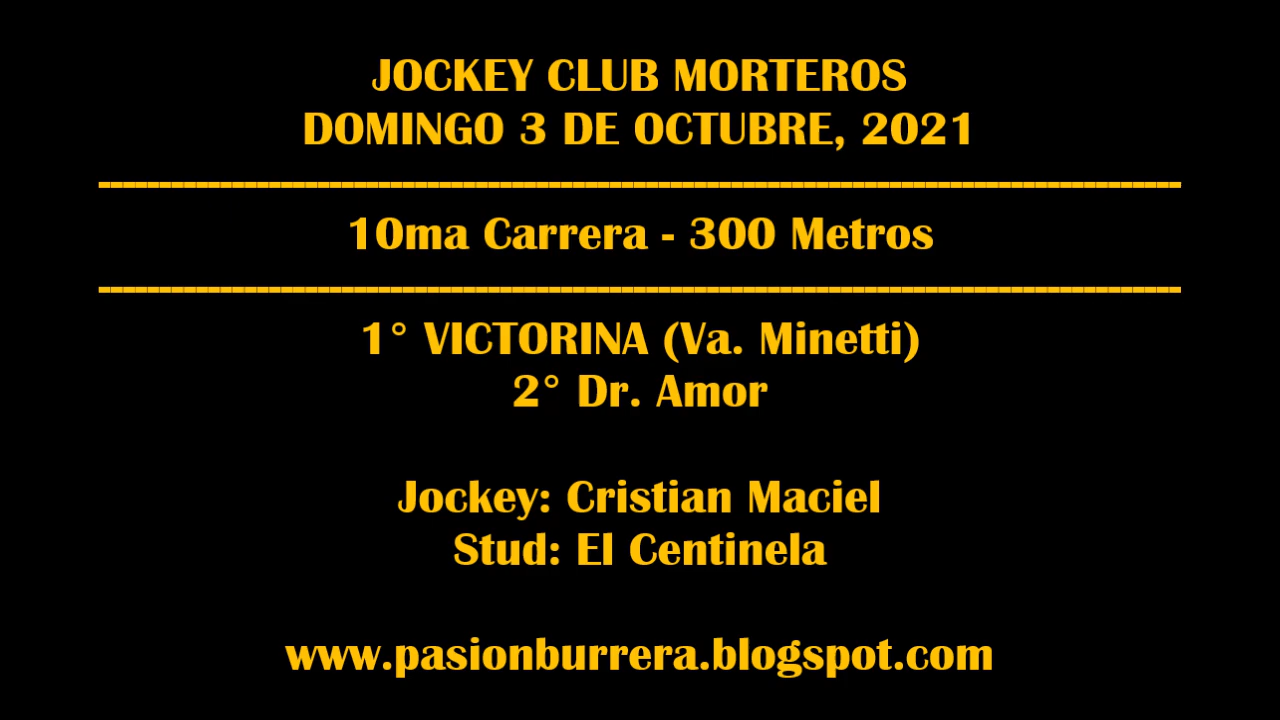 JOCKEY CLUB MORTEROS
DOMINGO 3 DE OCTUBRE, 2021
10ma Carrera - 300 Metros
1° VICTORINA (Va. Minetti)
2° Dr. Amor
Jockey: Cristian Maciel
Stud: El Centinela
www.pasionburrera.blogspot.com